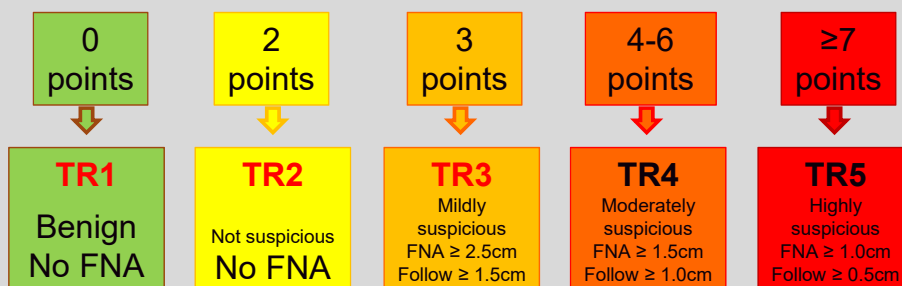 0
points
2
points
3
points
4-6
points
≥7
points
TR1
Benign
No FNA
TR2
Not suspicious
No FNA
TR3
Mildly
suspicious
FNA ≥ 2.5cm
Follow ≥ 1.5cm
TR4
Moderately
suspicious
FNA ≥ 1.5cm
Follow ≥ 1.0cm
TR5
Highly
suspicious
FNA ≥ 1.0cm
Follow ≥ 0.5cm